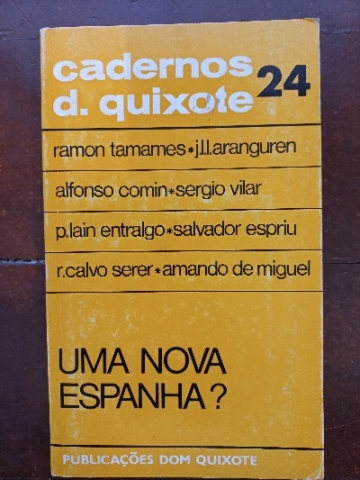 cadernos
d. quixote 24
ramon tamames*j.l.l.aranguren
alfonso comin*sergio vilar
p.lain entralgo*salvador espriu
r.calvo serer*amando de miguel
UMA NOVA
ESPANHA?
PUBLICAÇÕES DOM QUIXOTE